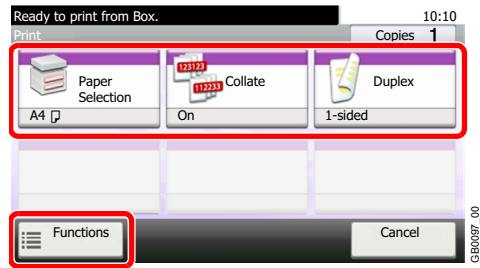 Ready to print from Box.
10:10
Print
Copies 1
123123
112233
Paper
Selection
Collate
Duplex
A4
On
1-sided
Functions
Cancel
GB0097_00